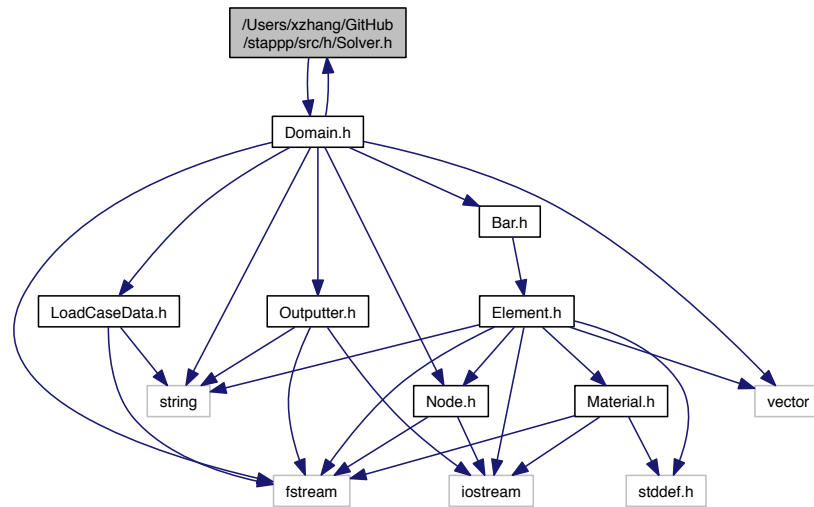 /Users/xzhang/GitHub
/stappp/src/h/Solver.h
Domain.h
Bar.h
LoadCaseData.h
Outputter.h
Element.h
string
Node.h
Material.h
vector
fstream
iostream
stddef.h